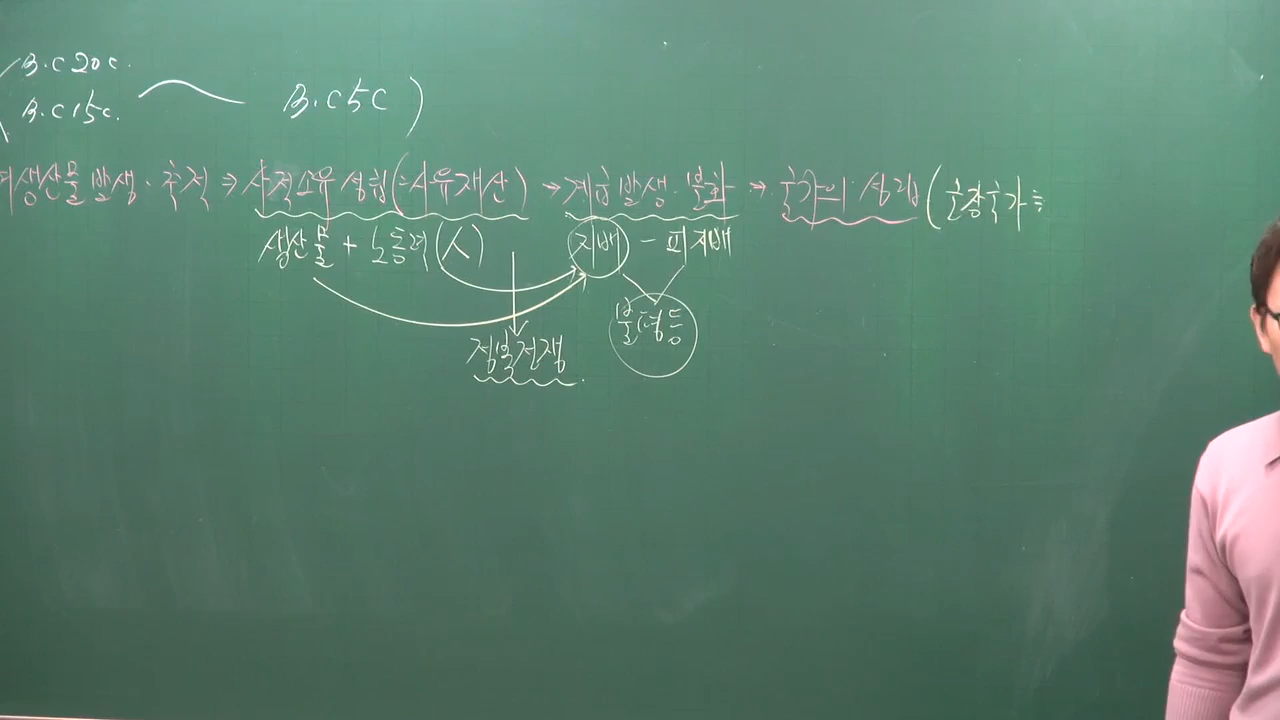 B.C 20C.
B.C 15C. ~ B.C 5C )
생산물 발생·축적 ⇒ 사적소유 성립 (∴사유재산) → 계급발생·분화 → 국가의 성립 (군장국가
생산물 + 노동력 (人) 지배 - 피지배
불평등
정복전쟁